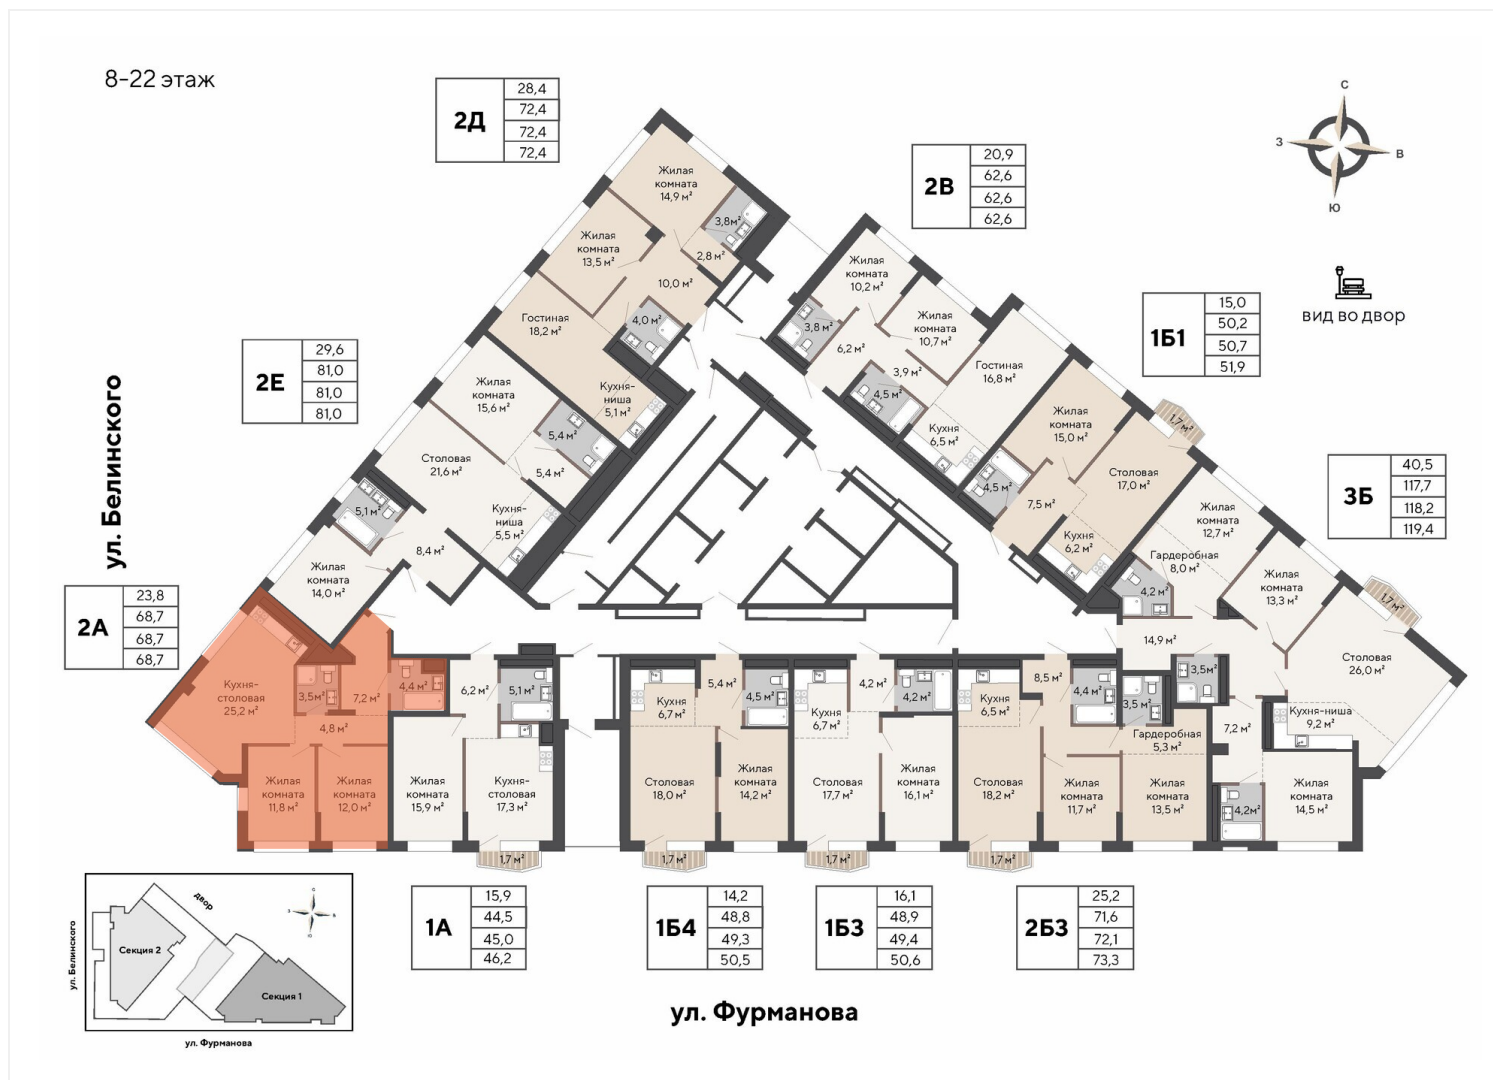 8-22 этаж
2Д
28,4
72,4
72,4
72,4
2В
20,9
62,6
62,6
62,6
С
З
В
Ю
вид во двор
1Б1
15,0
50,2
50,7
51,9
2Е
29,6
81,0
81,0
81,0
3Б
40,5
117,7
118,2
119,4
ул. Белинского
2А
23,8
68,7
68,7
68,7
Жилая
комната
14,9 м²
3,8м²
2,8 м²
Жилая
комната
13,5 м²
10,0 м²
Гостиная
18,2 м²
4,0 м²
Кухня-
ниша
5,1 м²
Жилая
комната
15,6 м²
5,4 м²
5,4 м²
Столовая
21,6 м²
Кухня-
ниша
5,5 м²
5,1 м²
8,4 м²
Жилая
комната
14,0 м²
Жилая
комната
10,2 м²
3,8 м²
6,2 м²
Жилая
комната
10,7 м²
3,9 м²
4,5 м²
Гостиная
16,8 м²
Кухня
6,5 м²
Жилая
комната
15,0 м²
1,7 м²
4,5 м²
7,5 м²
Столовая
17,0 м²
Кухня
6,2 м²
Жилая
комната
12,7 м²
Гардеробная
8,0 м²
4,2 м²
Жилая
комната
13,3 м²
1,7 м²
14,9 м²
3,5м²
Столовая
26,0 м²
Кухня-ниша
9,2 м²
7,2 м²
4,2м²
Жилая
комната
14,5 м²
Кухня-
столовая
25,2 м²
3,5м²
7,2 м²
4,4 м²
4,8 м²
Жилая
комната
11,8 м²
Жилая
комната
12,0 м²
6,2 м²
5,1 м²
Жилая
комната
15,9 м²
Кухня-
столовая
17,3 м²
1,7 м²
Кухня
6,7 м²
5,4 м²
4,5 м²
Столовая
18,0 м²
Жилая
комната
14,2 м²
1,7 м²
Кухня
6,7 м²
4,2 м²
4,2 м²
Столовая
17,7 м²
Жилая
комната
16,1 м²
1,7 м²
Кухня
6,5 м²
8,5 м²
4,4 м²
3,5м²
Гардеробная
5,3 м²
Столовая
18,2 м²
Жилая
комната
11,7 м²
Жилая
комната
13,5 м²
1,7 м²
1А
15,9
44,5
45,0
46,2
1Б4
14,2
48,8
49,3
50,5
1Б3
16,1
48,9
49,4
50,6
2Б3
25,2
71,6
72,1
73,3
ул. Фурманова
двор
Секция 2
Секция 1
ул. Белинского
ул. Фурманова